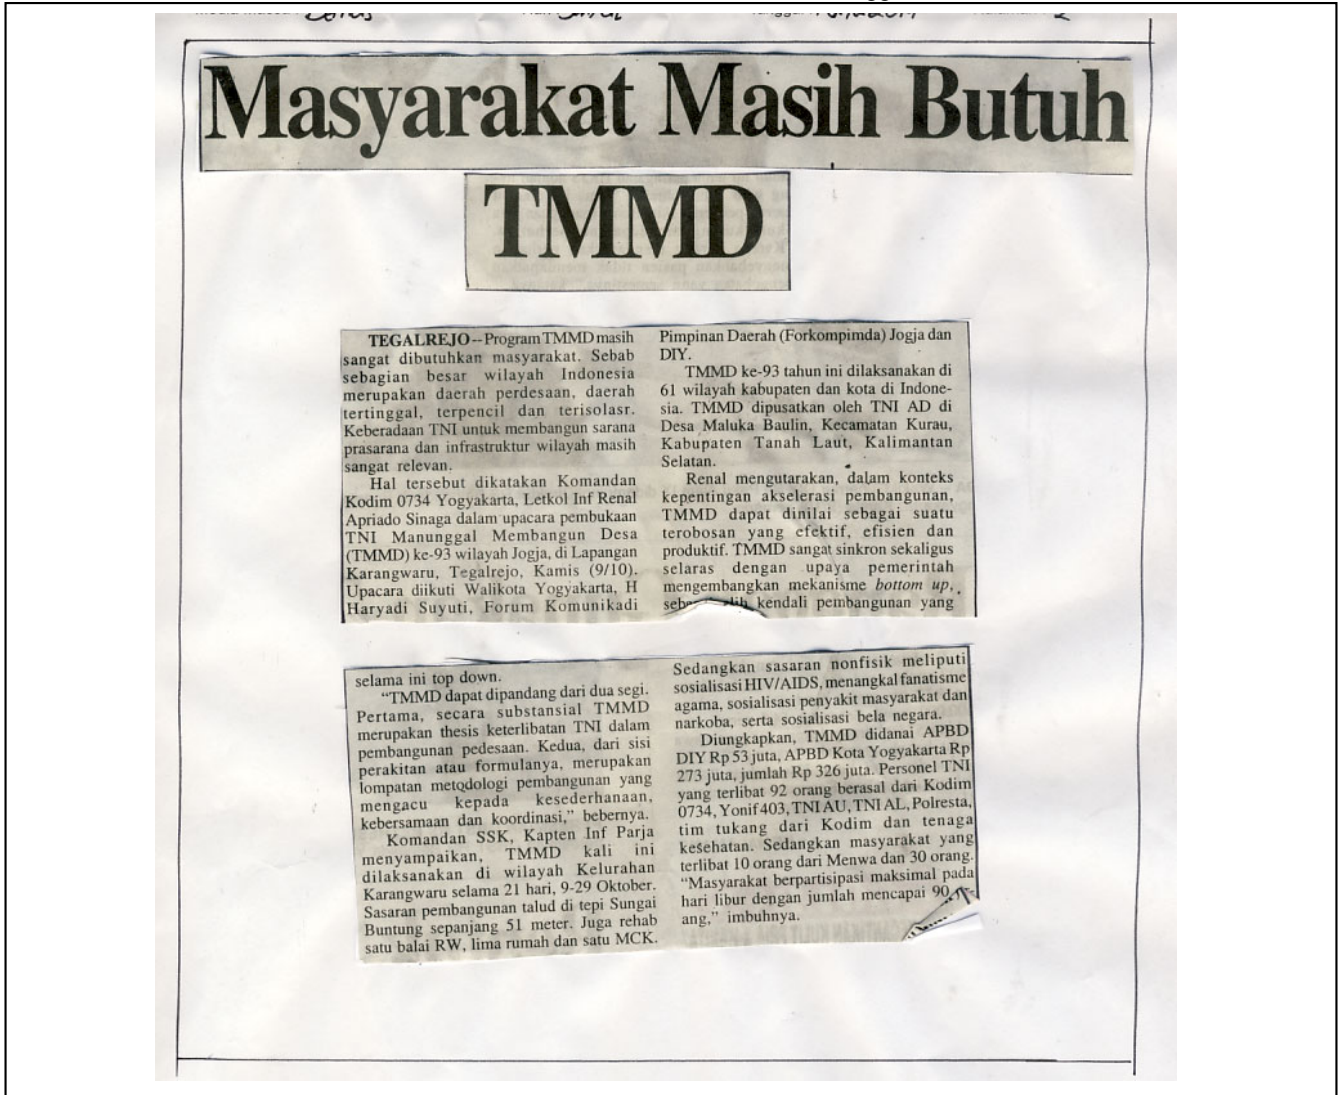 Masyarakat Masih Butuh
TMMD
TEGALREJO--Program TMMD masih
sangat dibutuhkan masyarakat. Sebab
sebagian besar wilayah Indonesia
merupakan daerah perdesaan, daerah
tertinggal, terpencil dan terisolasr.
Keberadaan TNI untuk membangun sarana
prasarana dan infrastruktur wilayah masih
sangat relevan.
Hal tersebut dikatakan Komandan
Kodim 0734 Yogyakarta, Letkol Inf Renal
Apriado Sinaga dalam upacara pembukaan
TNI Manunggal Membangun Desa
(TMMD) ke-93 wilayah Jogja, di Lapangan
Karangwaru, Tegalrejo, Kamis (9/10).
Upacara diikuti Walikota Yogyakarta, H
Haryadi Suyuti, Forum Komunikadi
Pimpinan Daerah (Forkompimda) Jogja dan
DIY.
TMMD ke-93 tahun ini dilaksanakan di
61 wilayah kabupaten dan kota di Indone-
sia. TMMD dipusatkan oleh TNI AD di
Desa Maluka Baulin, Kecamatan Kurau,
Kabupaten Tanah Laut, Kalimantan
Selatan.
Renal mengutarakan, dalam konteks
kepentingan akselerasi pembangunan,
TMMD dapat dinilai sebagai suatu
terobosan yang efektif, efisien dan
produktif. TMMD sangat sinkron sekaligus
selaras dengan upaya pemerintah
mengembangkan mekanisme bottom up,
kendali pembangunan yang
selama ini top down.
"TMMD dapat dipandang dari dua segi.
Pertama, secara substansial TMMD
merupakan thesis keterlibatan TNI dalam
pembangunan pedesaan. Kedua, dari sisi
perakitan atau formulanya, merupakan
lompatan metodologi pembangunan yang
mengacu kepada kesederhanaan,
kebersamaan dan koordinasi," bebernya.
Komandan SSK, Kapten Inf Parja
menyampaikan, TMMD kali ini
dilaksanakan di wilayah Kelurahan
Karangwaru selama 21 hari, 9-29 Oktober.
Sasaran pembangunan talud di tepi Sungai
Buntung sepanjang 51 meter. Juga rehab
satu balai RW, lima rumah dan satu MCK.
Sedangkan sasaran nonfisik meliputi
sosialisasi HIV/AIDS, menangkal fanatisme
agama, sosialisasi penyakit masyarakat dan
narkoba, serta sosialisasi bela negara.
Diungkapkan, TMMD didanai APBD
DIY Rp 53 juta, APBD Kota Yogyakarta Rp
273 juta, jumlah Rp 326 juta. Personel TNI
yang terlibat 92 orang berasal dari Kodim
0734, Yonif 403, TNI AU, TNI AL, Polresta,
tim tukang dari Kodim dan tenaga
kesehatan. Sedangkan masyarakat yang
terlibat 10 orang dari Menwa dan 30 orang.
"Masyarakat berpartisipasi maksimal pada
hari libur dengan jumlah mencapai 90
ang," imbuhnya.